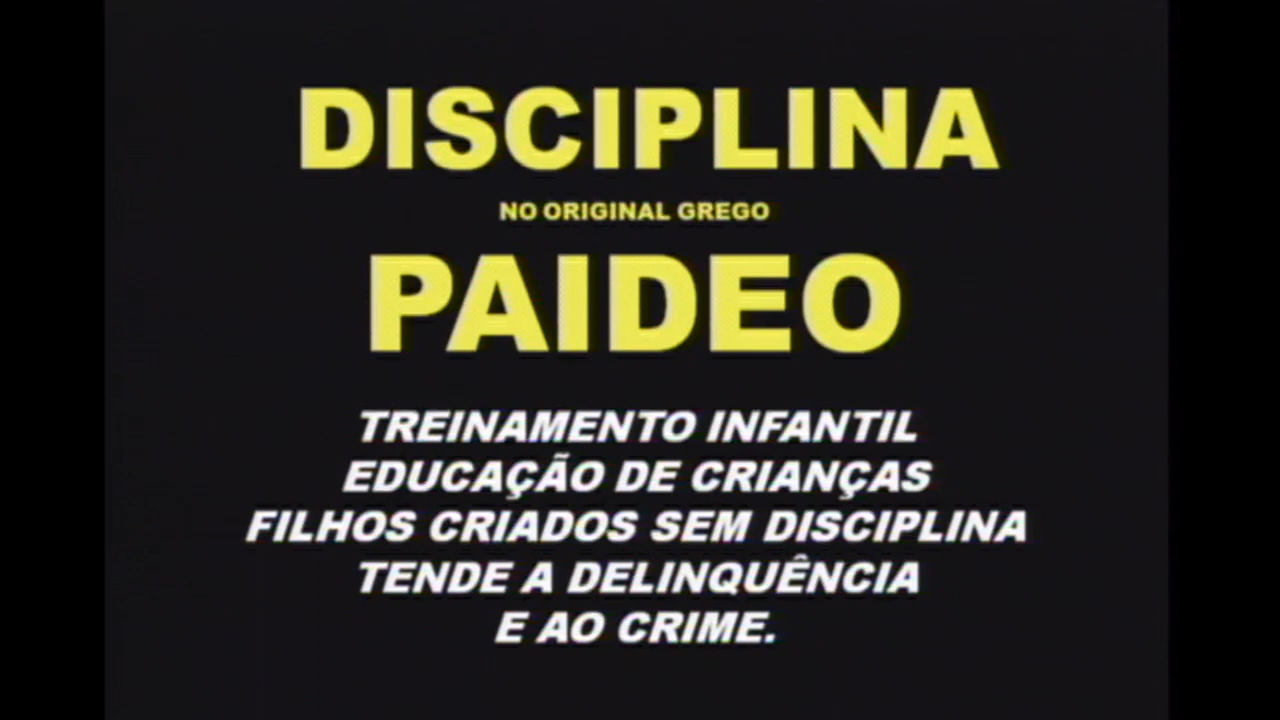 DISCIPLINA
NO ORIGINAL GREGO
PAIDEO
TREINAMENTO INFANTIL
EDUCAÇÃO DE CRIANÇAS
FILHOS CRIADOS SEM DISCIPLINA
TENDE A DELINQUÊNCIA
E AO CRIME.